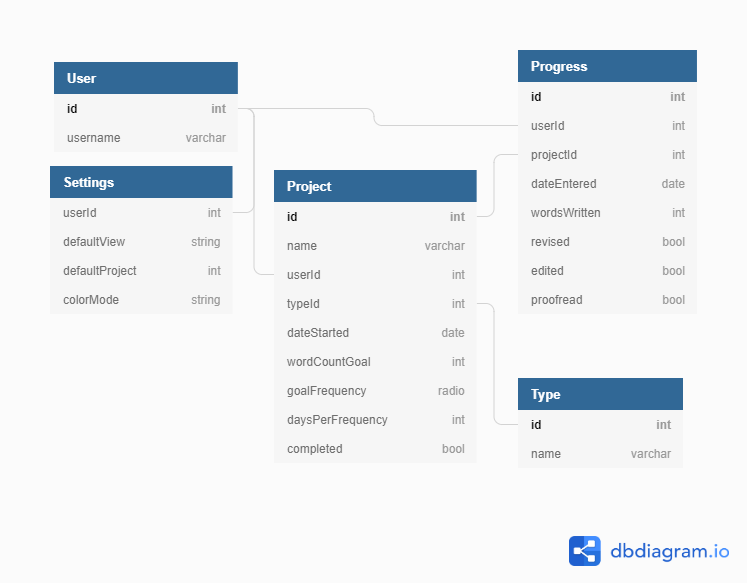 User
id int
username varchar
Settings
userId int
defaultView string
defaultProject int
colorMode string
Project
id int
name varchar
userId int
typeId int
dateStarted date
wordCountGoal int
goalFrequency radio
daysPerFrequency int
completed bool
Progress
id int
userId int
projectId int
dateEntered date
wordsWritten int
revised bool
edited bool
proofread bool
Type
id int
name varchar
dbdiagram.io